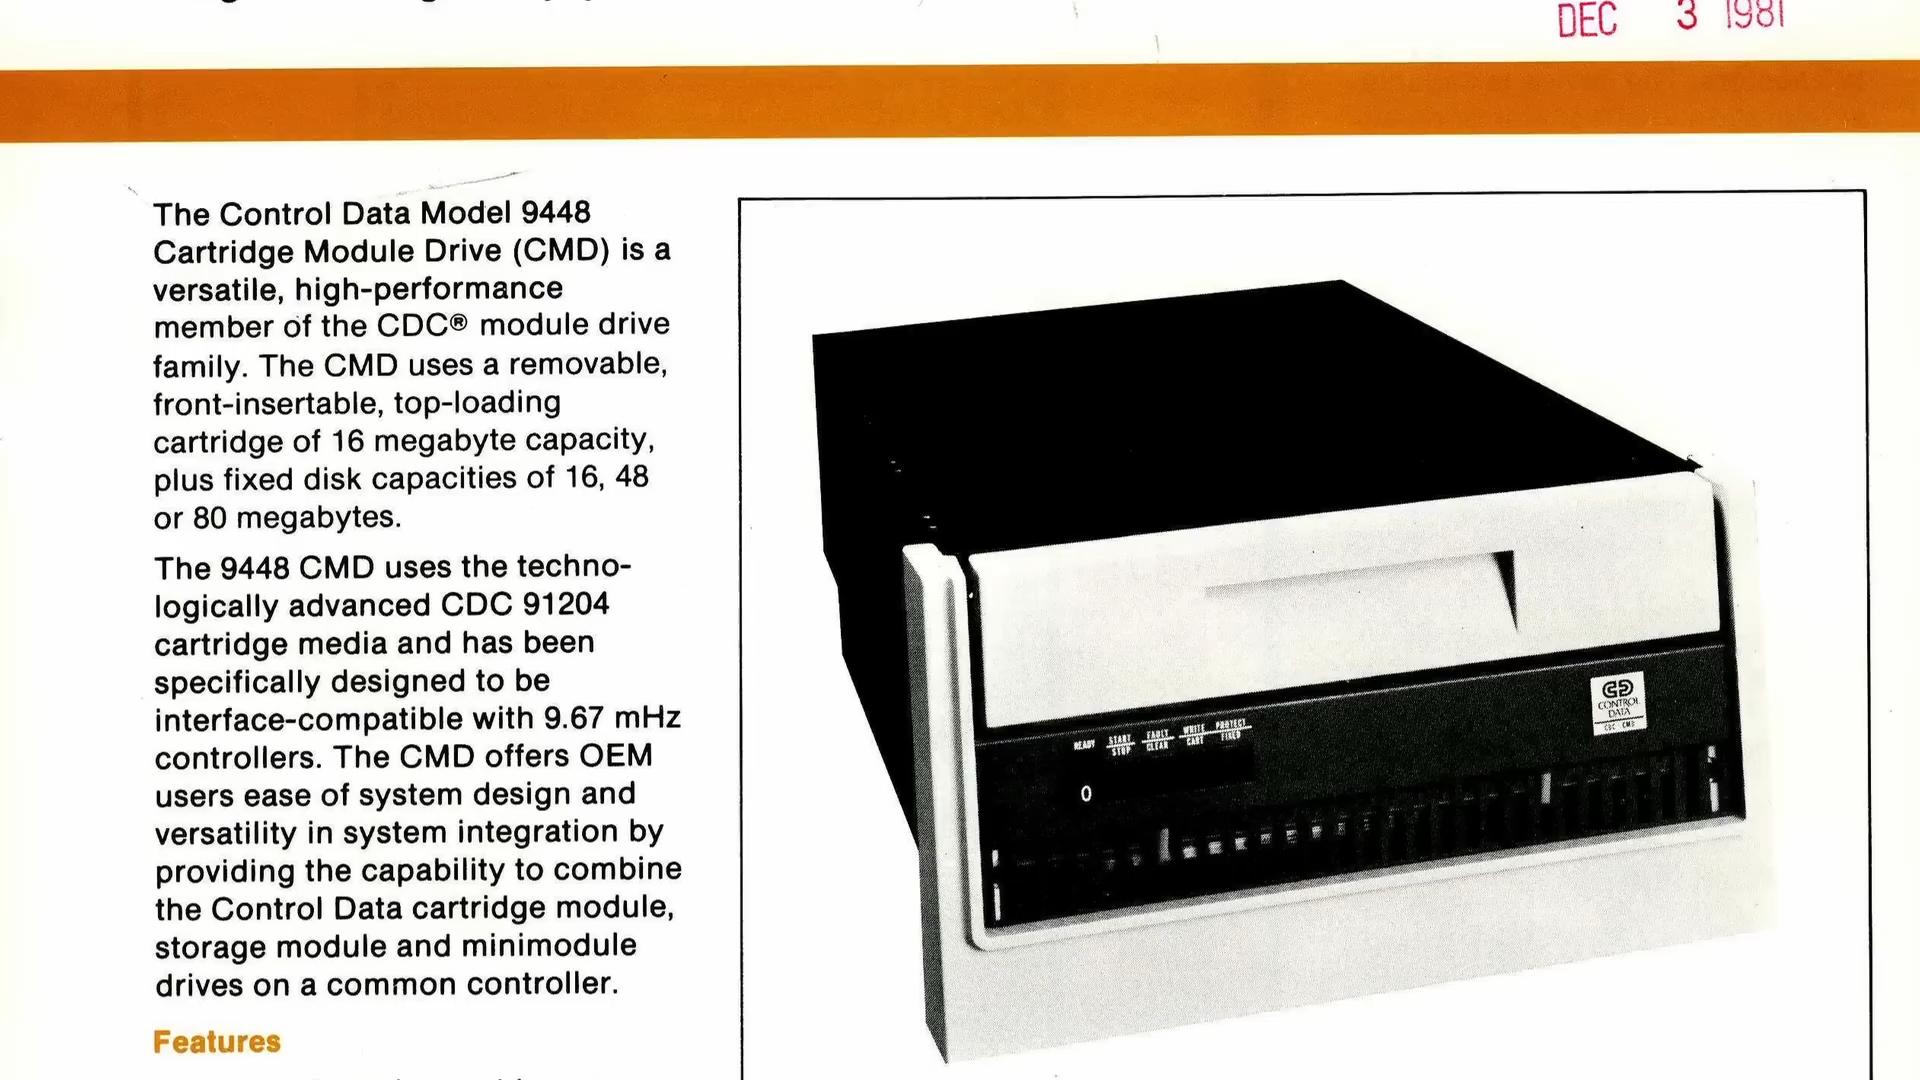 DEC 3 1981
The Control Data Model 9448
Cartridge Module Drive (CMD) is a
versatile, high-performance
member of the CDC® module drive
family. The CMD uses a removable,
front-insertable, top-loading
cartridge of 16 megabyte capacity,
plus fixed disk capacities of 16, 48
or 80 megabytes.
The 9448 CMD uses the techno-
logically advanced CDC 91204
cartridge media and has been
specifically designed to be
interface-compatible with 9.67 mHz
controllers. The CMD offers OEM
users ease of system design and
versatility in system integration by
providing the capability to combine
the Control Data cartridge module,
storage module and minimodule
drives on a common controller.
Features
CONTROL
DATA
CDC CMD
READY START STOP FAULT CLEAR WRITE PROTECT CART FIXED
0